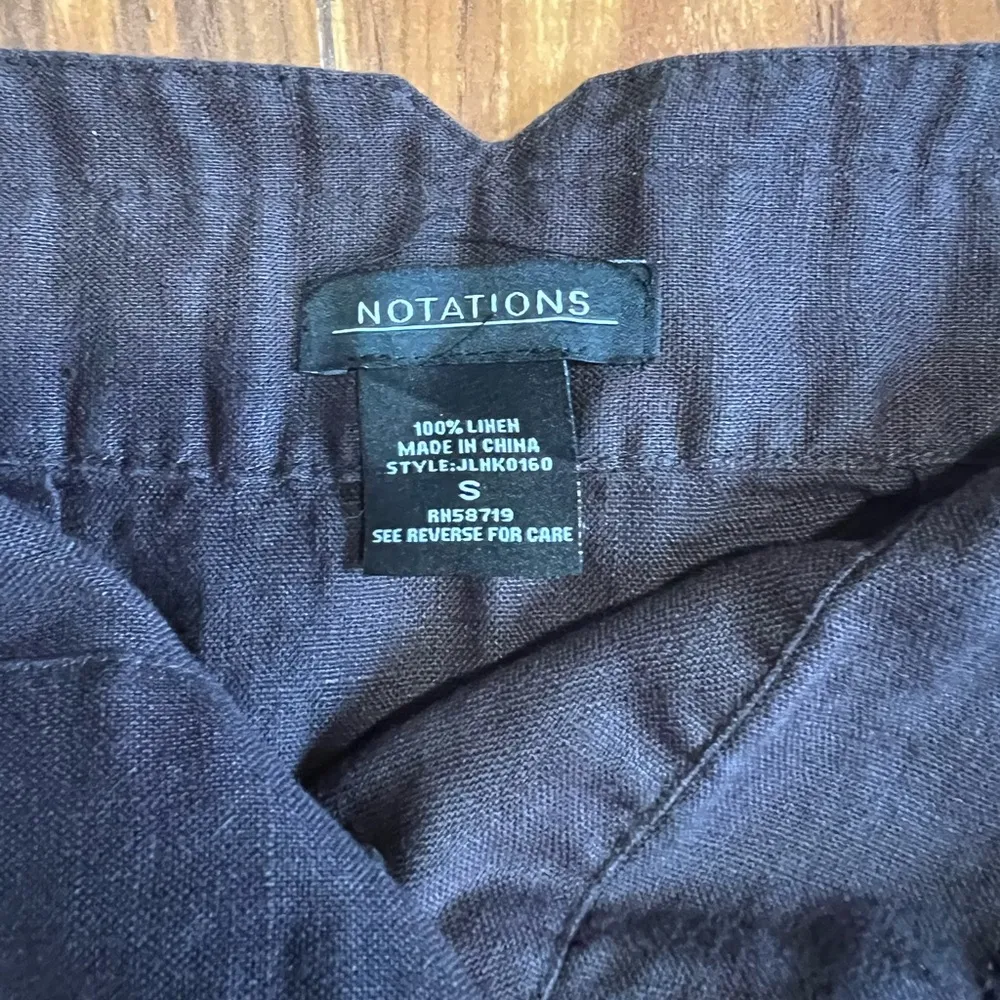 NOTATIONS
100% LINEN
MADE IN CHINA
STYLE:JLHK0160
S
RN58719
SEE REVERSE FOR CARE